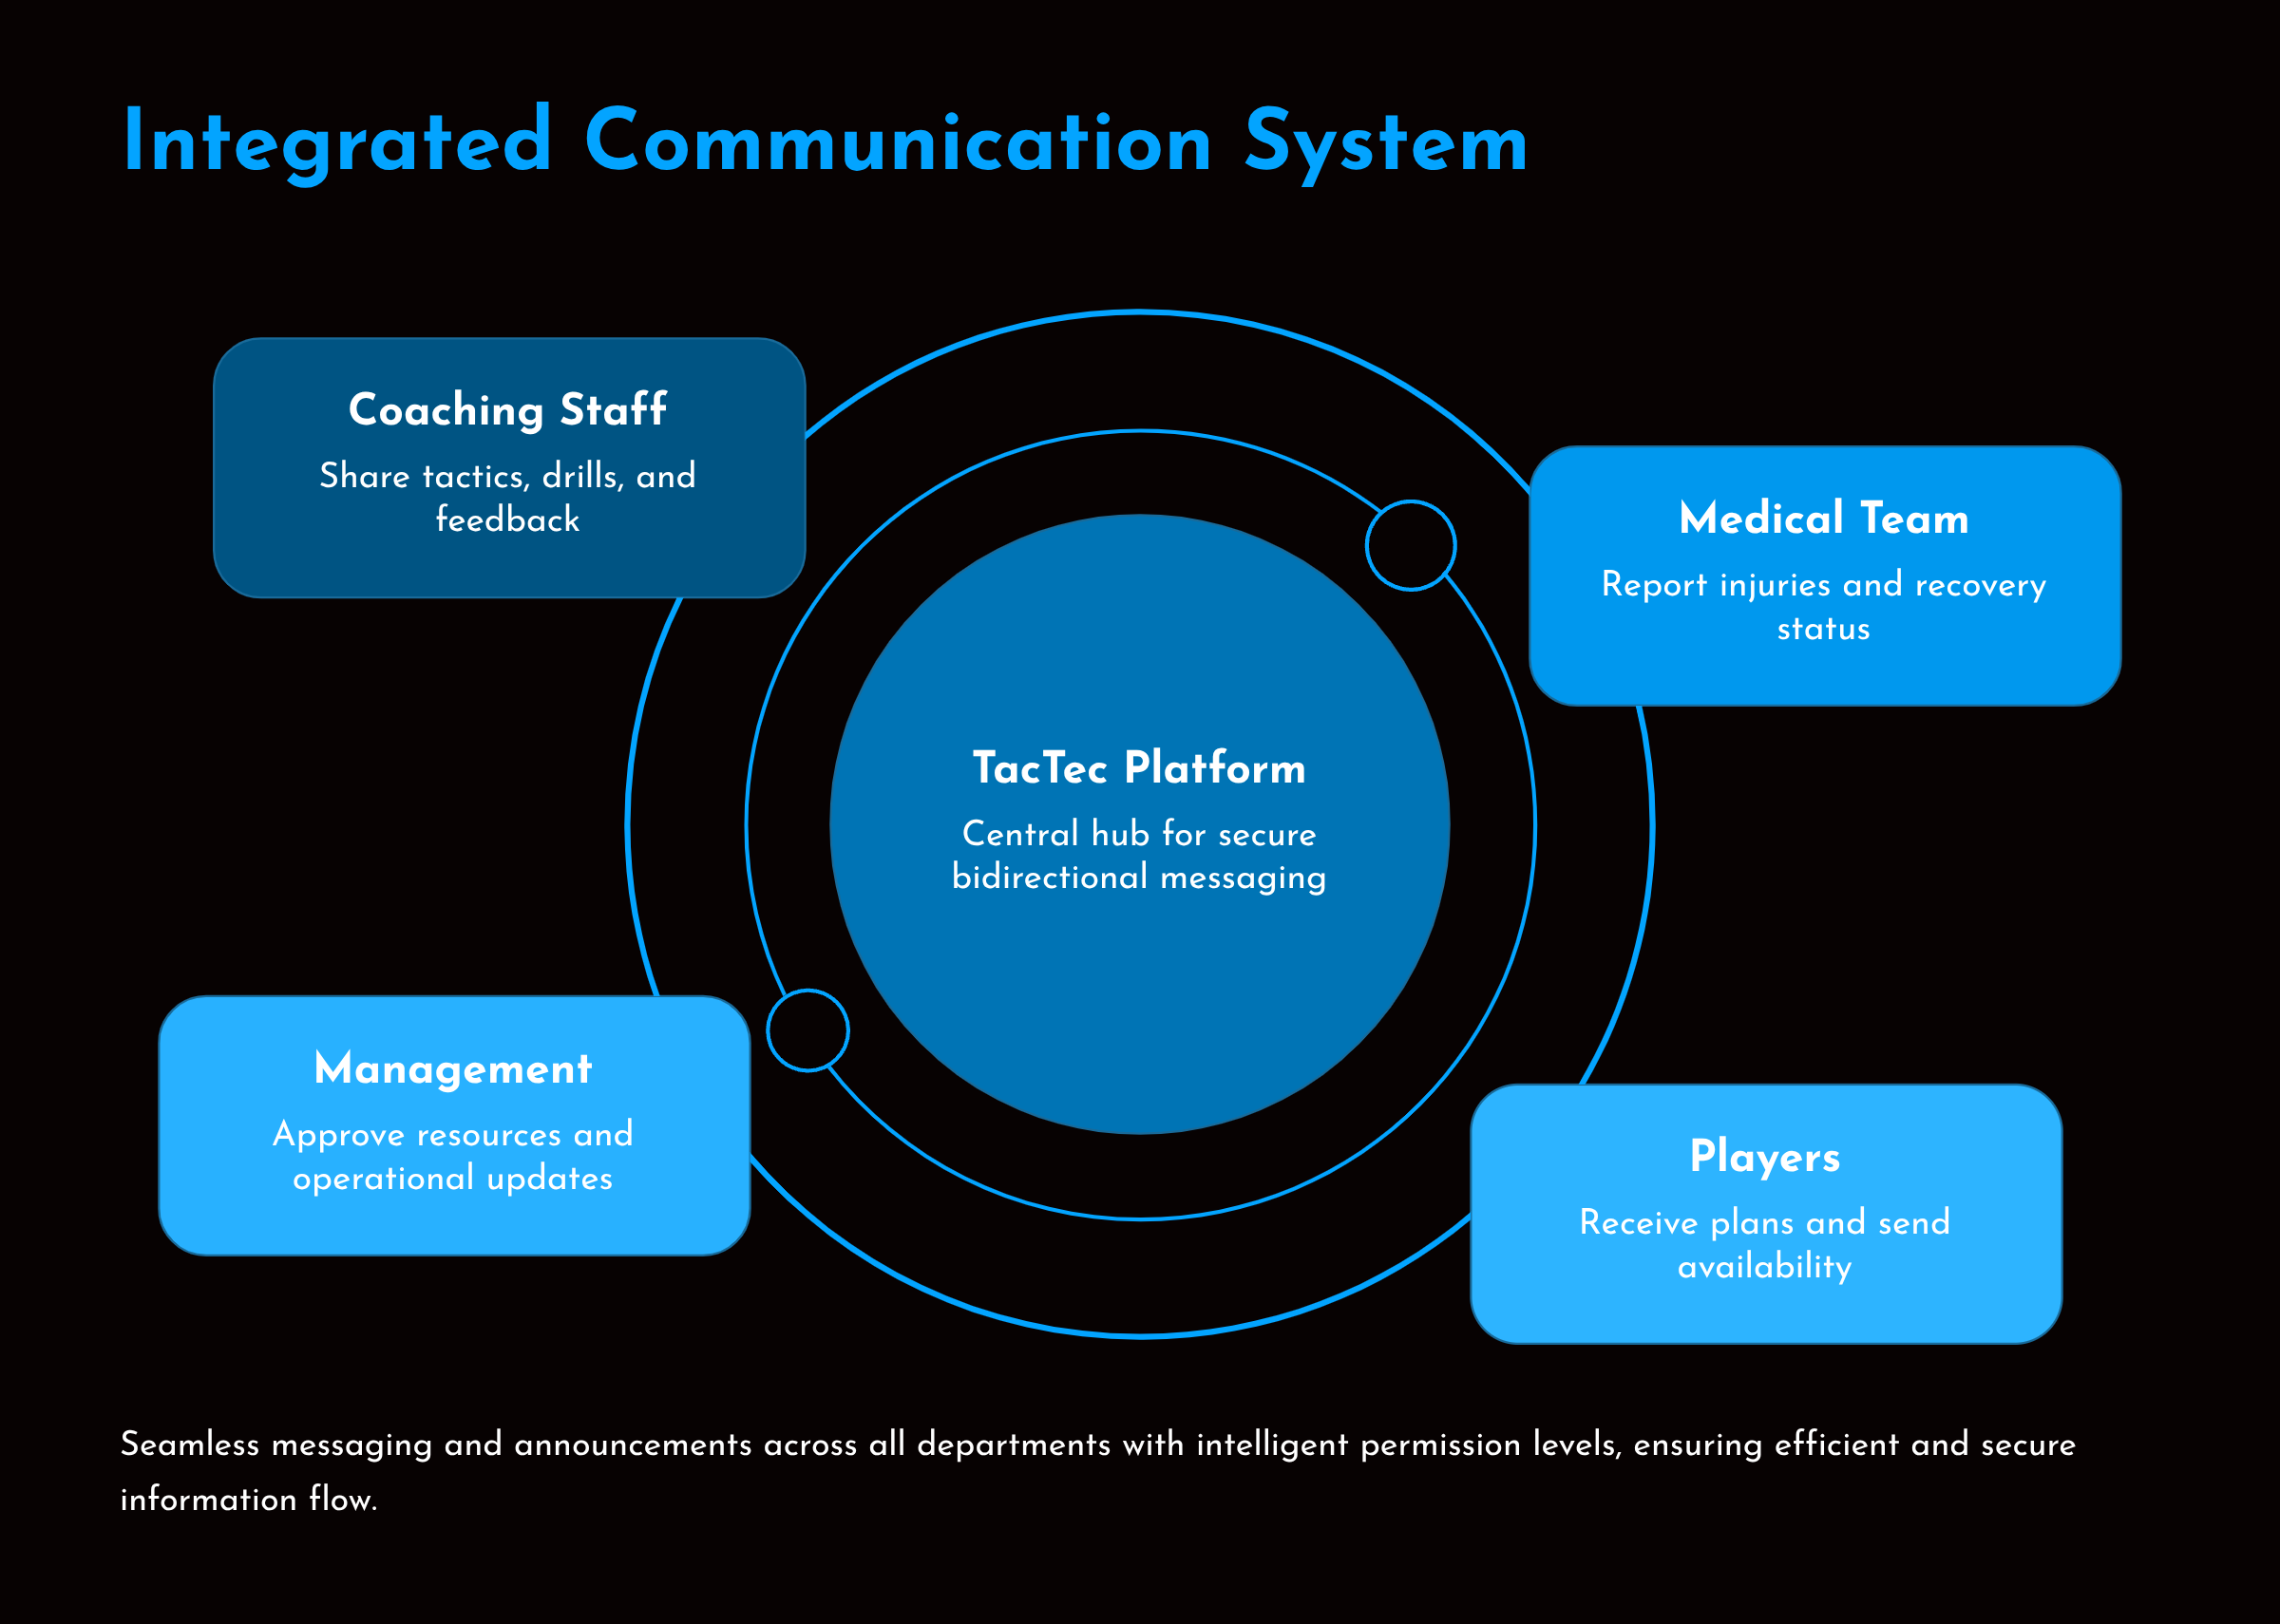 Integrated Communication System
Coaching Staff
Share tactics, drills, and
feedback
Medical Team
Report injuries and recovery
status
TacTec Platform
Central hub for secure
bidirectional messaging
Management
Approve resources and
operational updates
Players
Receive plans and send
availability
Seamless messaging and announcements across all departments with intelligent permission levels, ensuring efficient and secure
information flow.